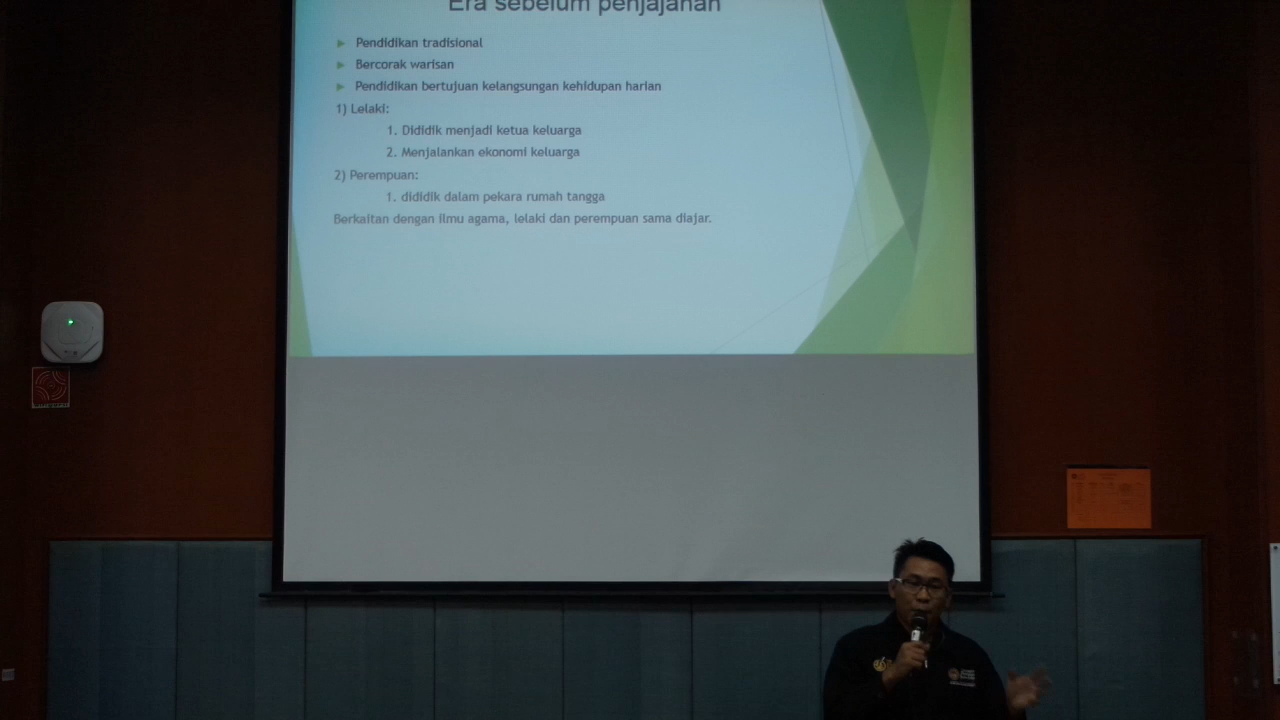 Era sebelum penjajahan
Pendidikan tradisional
Bercorak warisan
Pendidikan bertujuan kelangsungan kehidupan harian
1) Lelaki:
1. Dididik menjadi ketua keluarga
2. Menjalankan ekonomi keluarga
2) Perempuan:
1. dididik dalam pekara rumah tangga
Berkaitan dengan ilmu agama, lelaki dan perempuan sama diajar.